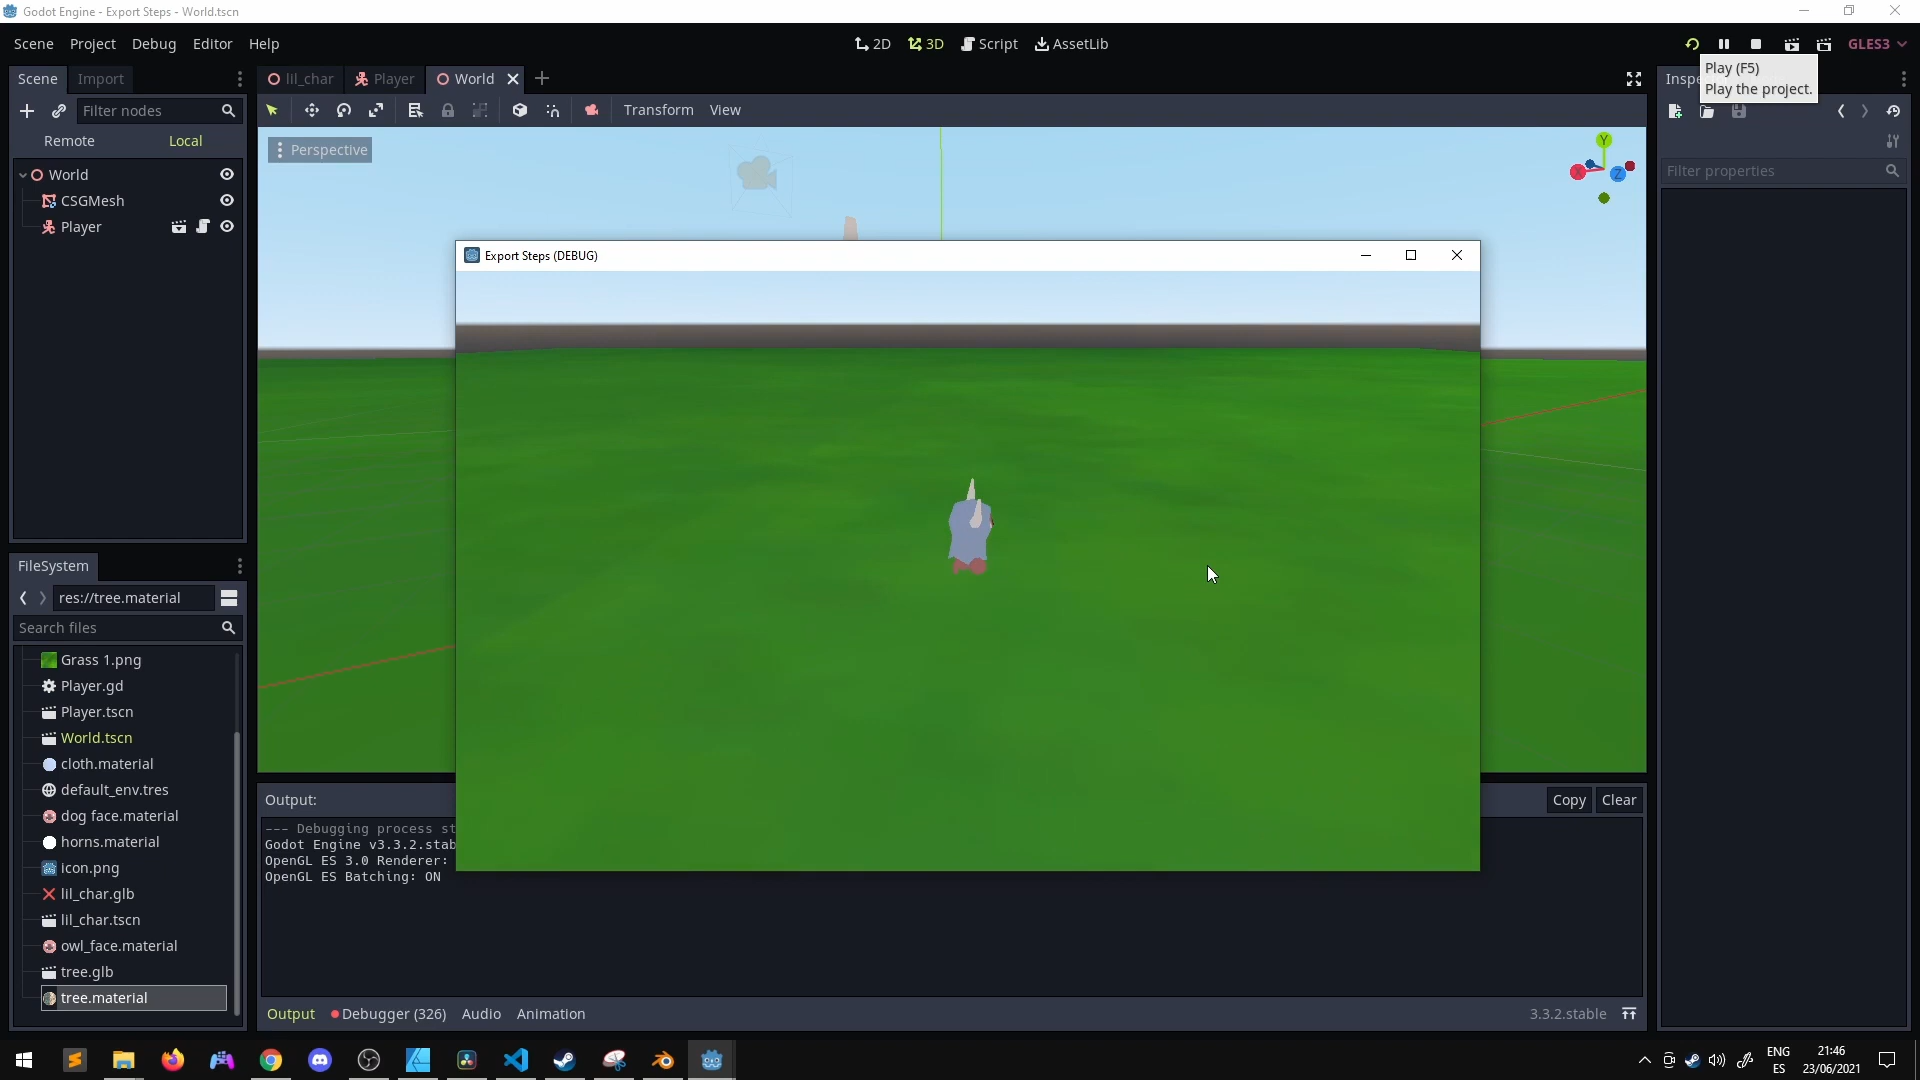 Godot Engine - Export Steps - World.tscn
Scene Project Debug Editor Help
2D 3D Script AssetLib
GLES3
Play (F5)
Play the project.
Scene Import
lil_char Player World
Inspe
Filter nodes
Transform View
Remote Local
Perspective
Y
Z
Filter properties
World
CSGMesh
Player
Export Steps (DEBUG)
FileSystem
res://tree.material
Search files
Grass 1.png
Player.gd
Player.tscn
World.tscn
cloth.material
default_env.tres
dog face.material
horns.material
icon.png
lil_char.glb
lil_char.tscn
owl_face.material
tree.glb
tree.material
Output:
Copy Clear
--- Debugging process st
Godot Engine v3.3.2.stab
OpenGL ES 3.0 Renderer:
OpenGL ES Batching: ON
Output Debugger (326) Audio Animation
3.3.2.stable
ENG
ES
21:46
23/06/2021